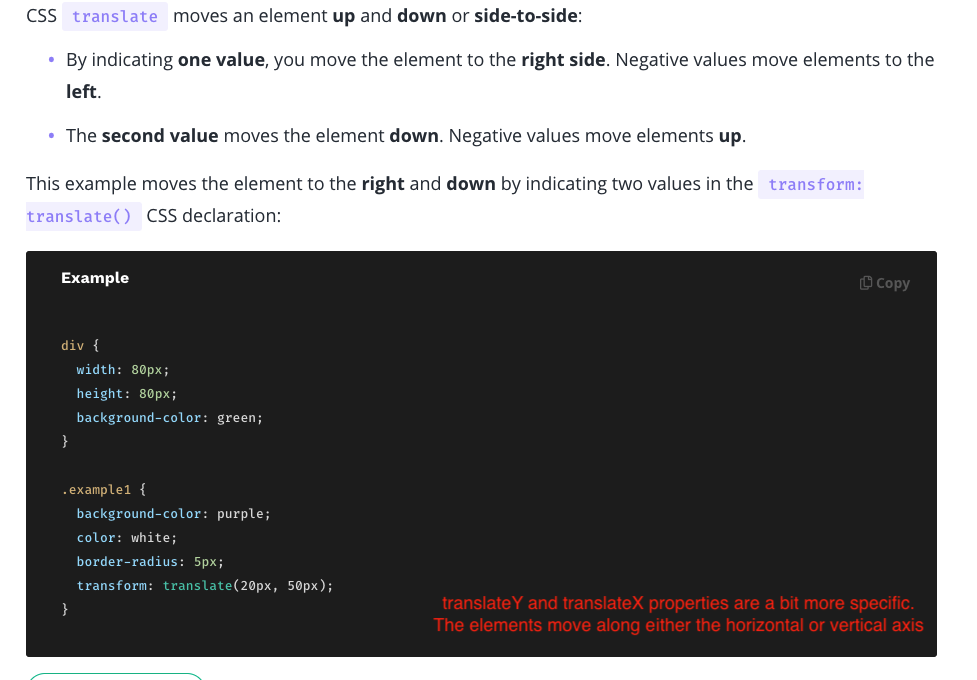 CSS translate moves an element up and down or side-to-side:
• By indicating one value, you move the element to the right side. Negative values move elements to the
left.
• The second value moves the element down. Negative values move elements up.
This example moves the element to the right and down by indicating two values in the transform:
translate() CSS declaration:
Example
Copy
div {
  width: 80px;
  height: 80px;
  background-color: green;
}

.example1 {
  background-color: purple;
  color: white;
  border-radius: 5px;
  transform: translate(20px, 50px);
}
translateY and translateX properties are a bit more specific.
The elements move along either the horizontal or vertical axis